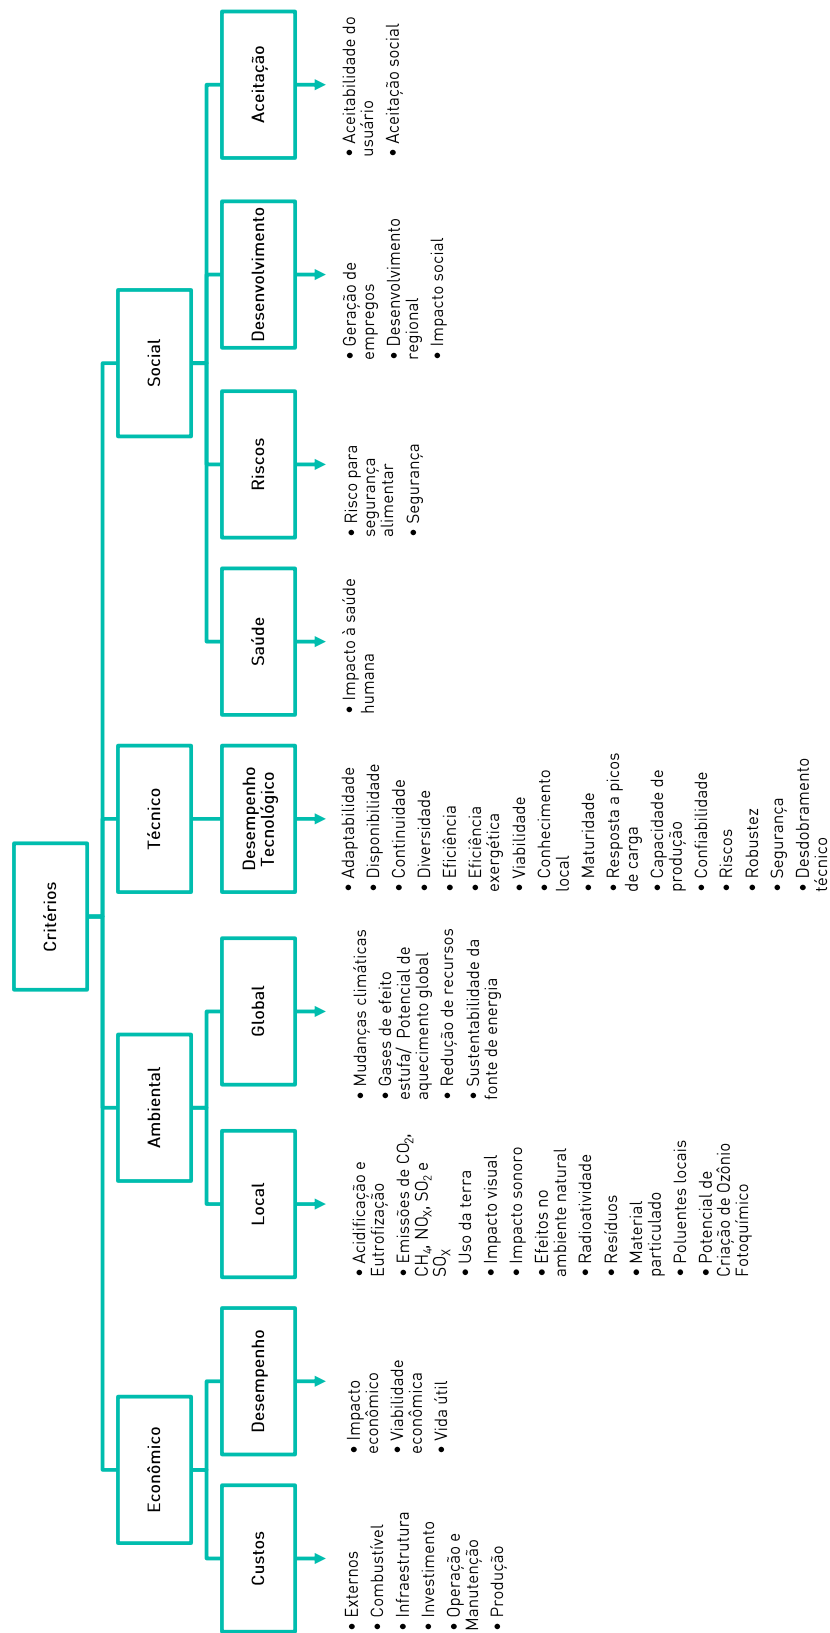 Critérios
Econômico
Ambiental
Técnico
Social
Custos
Desempenho
Local
Global
Desempenho
Tecnológico
Saúde
Riscos
Desenvolvimento
Aceitação
• Externos
• Combustível
• Infraestrutura
• Investimento
• Operação e
Manutenção
• Produção
• Impacto
econômico
• Viabilidade
econômica
• Vida útil
• Acidificação e
Eutrofização
• Emissões de CO₂,
CH₄, NOₓ, SO₂ e
SOₓ
• Uso da terra
• Impacto visual
• Impacto sonoro
• Efeitos no
ambiente natural
• Radioatividade
• Resíduos
• Material
particulado
• Poluentes locais
• Potencial de
Criação de Ozônio
Fotoquímico
• Mudanças climáticas
• Gases de efeito
estufa/ Potencial de
aquecimento global
• Redução de recursos
• Sustentabilidade da
fonte de energia
• Adaptabilidade
• Disponibilidade
• Continuidade
• Diversidade
• Eficiência
• Eficiência
exergética
• Viabilidade
• Conhecimento
local
• Maturidade
• Resposta a picos
de carga
• Capacidade de
produção
• Confiabilidade
• Riscos
• Robustez
• Segurança
• Desdobramento
técnico
• Impacto à saúde
humana
• Risco para
segurança
alimentar
• Segurança
• Geração de
empregos
• Desenvolvimento
regional
• Impacto social
• Aceitabilidade do
usuário
• Aceitação social